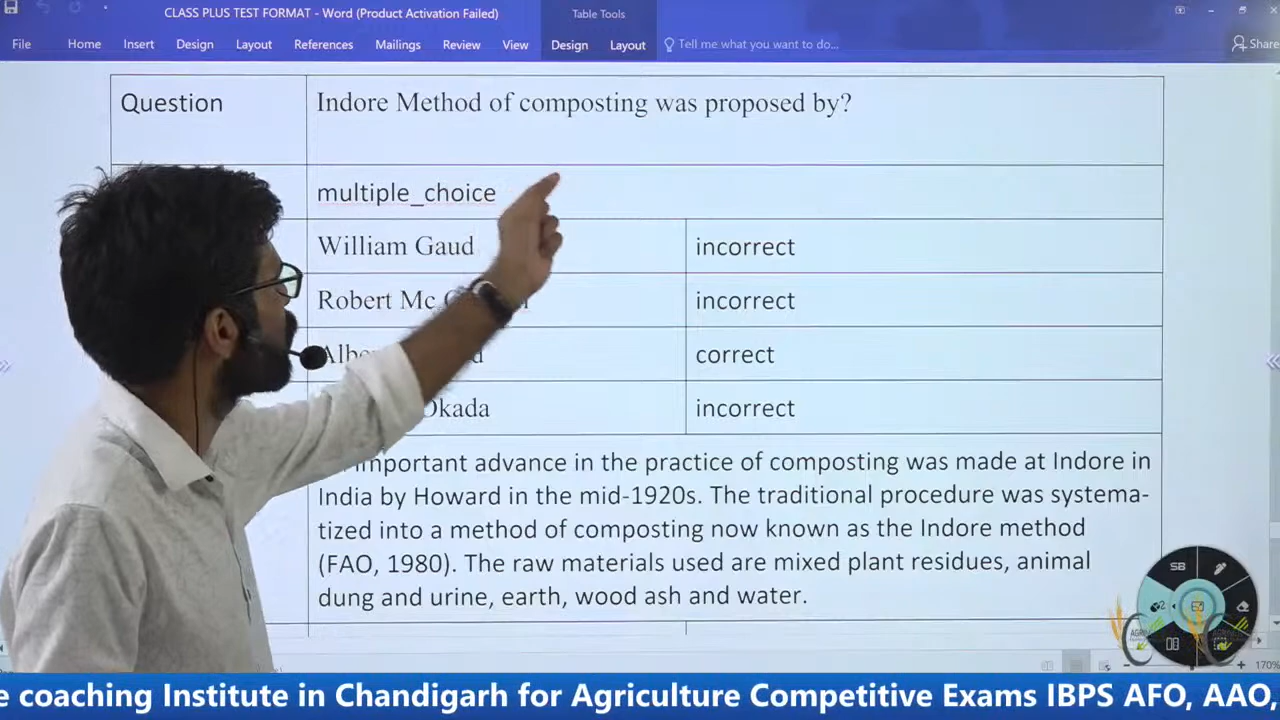 CLASS PLUS TEST FORMAT - Word (Product Activation Failed)
Table Tools
File Home Insert Design Layout References Mailings Review View Design Layout Tell me what you want to do... Share
Question Indore Method of composting was proposed by?
multiple_choice
William Gaud incorrect
Robert Mc incorrect
correct
Okada incorrect
important advance in the practice of composting was made at Indore in
India by Howard in the mid-1920s. The traditional procedure was systema-
tized into a method of composting now known as the Indore method
(FAO, 1980). The raw materials used are mixed plant residues, animal
dung and urine, earth, wood ash and water.
SB
170%
e coaching Institute in Chandigarh for Agriculture Competitive Exams IBPS AFO, AAO,